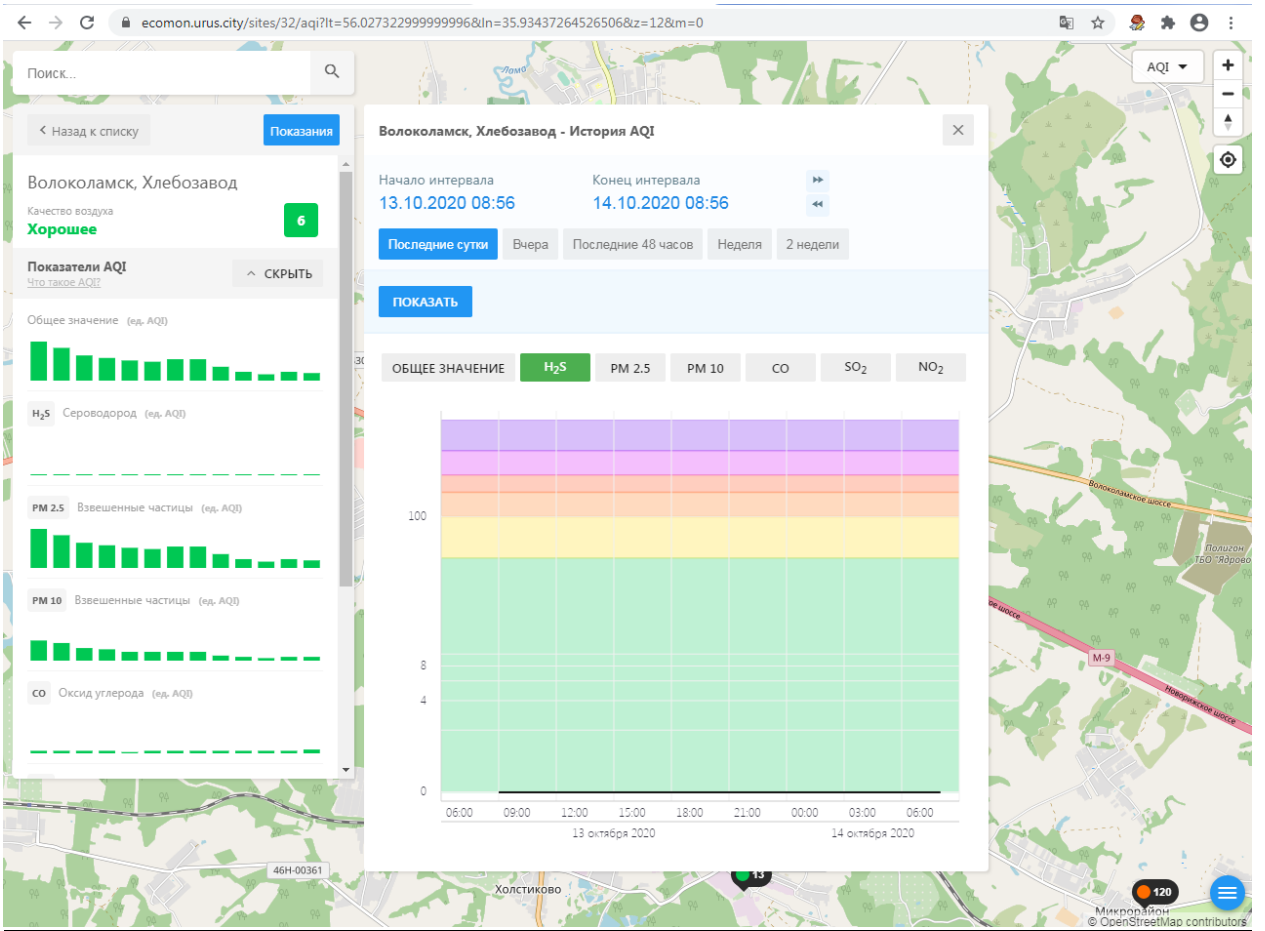 ecomon.urus.city/sites/32/aqi?lt=56.02732299999996&ln=35.93437264526506&z=12&m=0
Поиск...
AQI
Лама
Назад к списку
Показания
Волоколамск, Хлебозавод - История AQI
Волоколамск, Хлебозавод
Качество воздуха
Хорошее
6
Начало интервала
Конец интервала
13.10.2020 08:56
14.10.2020 08:56
Последние сутки
Вчера
Последние 48 часов
Неделя
2 недели
Показатели AQI
Что такое AQI?
СКРЫТЬ
ПОКАЗАТЬ
Общее значение (ед. AQI)
ОБЩЕЕ ЗНАЧЕНИЕ
H₂S
PM 2.5
PM 10
CO
SO₂
NO₂
H₂S Сероводород (ед. AQI)
PM 2.5 Взвешенные частицы (ед. AQI)
PM 10 Взвешенные частицы (ед. AQI)
CO Оксид углерода (ед. AQI)
100
8
4
0
06:00
09:00
12:00
15:00
18:00
21:00
00:00
03:00
06:00
13 октября 2020
14 октября 2020
Волоколамское шоссе
Полигон
ТБО "Ядрово
М-9
Новорижское шоссе
46Н-00361
Холстиково
13
120
Микрорайон
© OpenStreetMap contributors